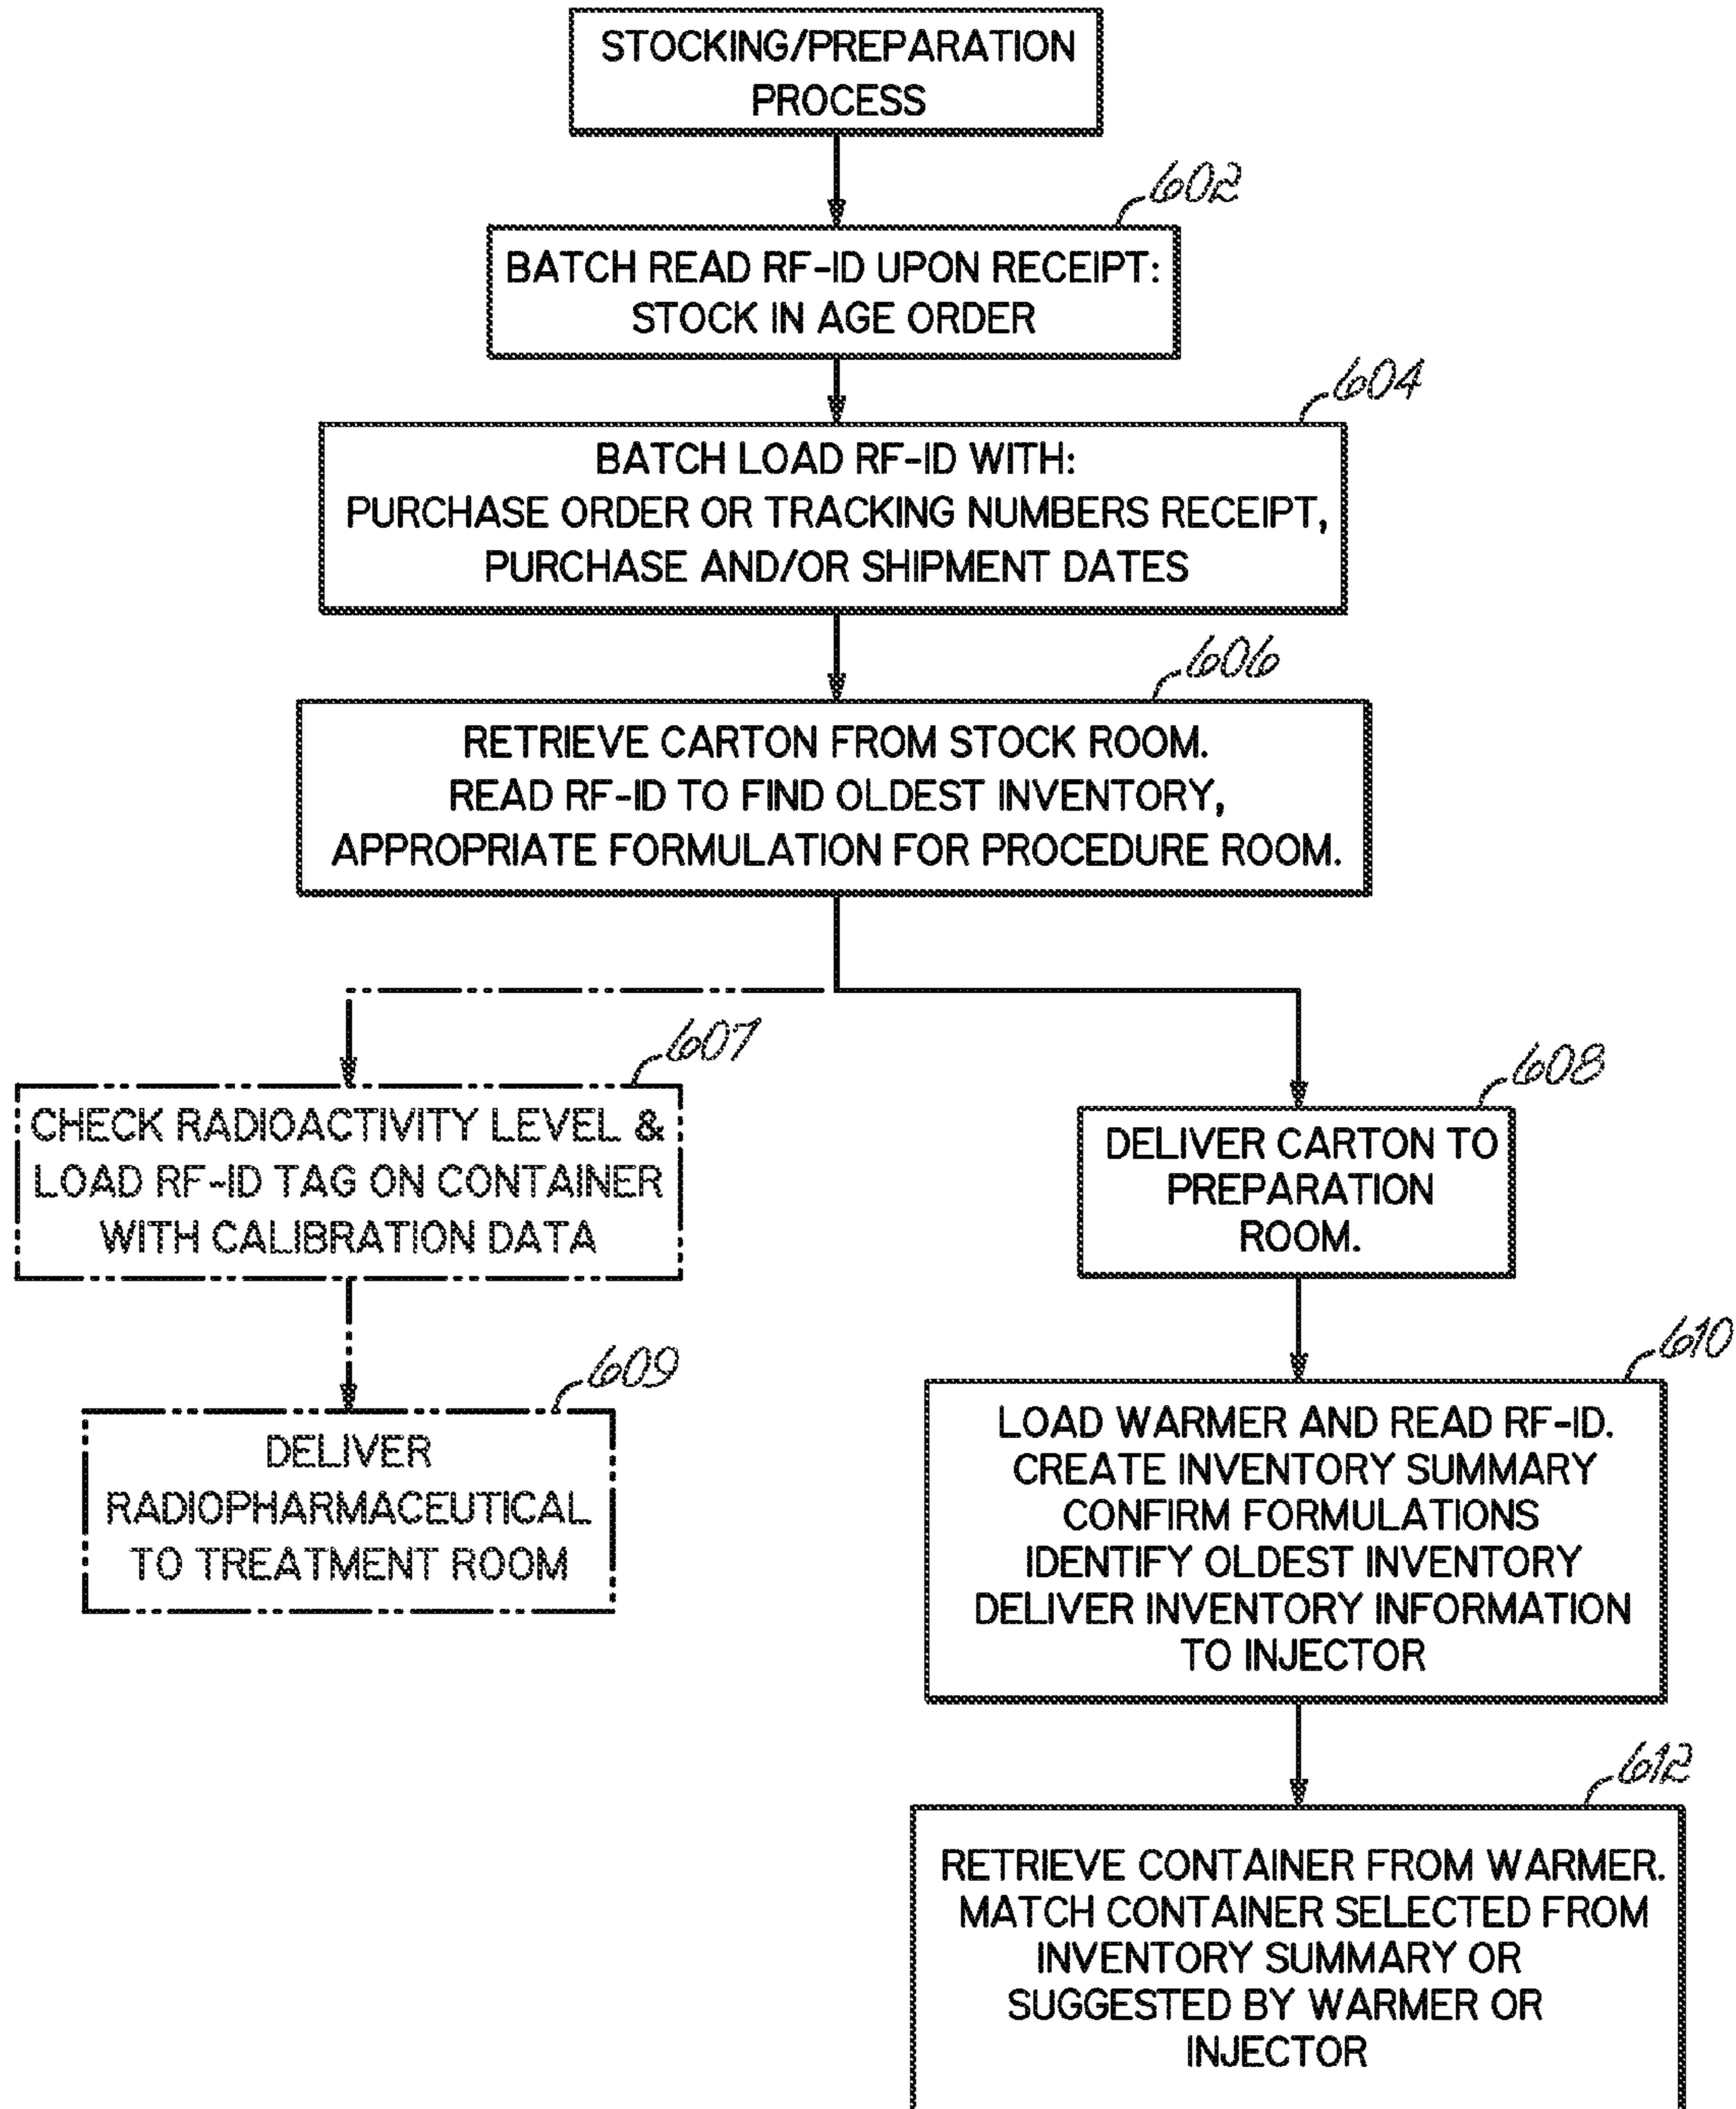 STOCKING/PREPARATION
PROCESS
602
BATCH READ RF-ID UPON RECEIPT:
STOCK IN AGE ORDER
604
BATCH LOAD RF-ID WITH:
PURCHASE ORDER OR TRACKING NUMBERS RECEIPT,
PURCHASE AND/OR SHIPMENT DATES
606
RETRIEVE CARTON FROM STOCK ROOM.
READ RF-ID TO FIND OLDEST INVENTORY,
APPROPRIATE FORMULATION FOR PROCEDURE ROOM.
607
CHECK RADIOACTIVITY LEVEL &
LOAD RF-ID TAG ON CONTAINER
WITH CALIBRATION DATA
608
DELIVER CARTON TO
PREPARATION
ROOM.
609
DELIVER
RADIOPHARMACEUTICAL
TO TREATMENT ROOM
610
LOAD WARMER AND READ RF-ID.
CREATE INVENTORY SUMMARY
CONFIRM FORMULATIONS
IDENTIFY OLDEST INVENTORY
DELIVER INVENTORY INFORMATION
TO INJECTOR
612
RETRIEVE CONTAINER FROM WARMER.
MATCH CONTAINER SELECTED FROM
INVENTORY SUMMARY OR
SUGGESTED BY WARMER OR
INJECTOR